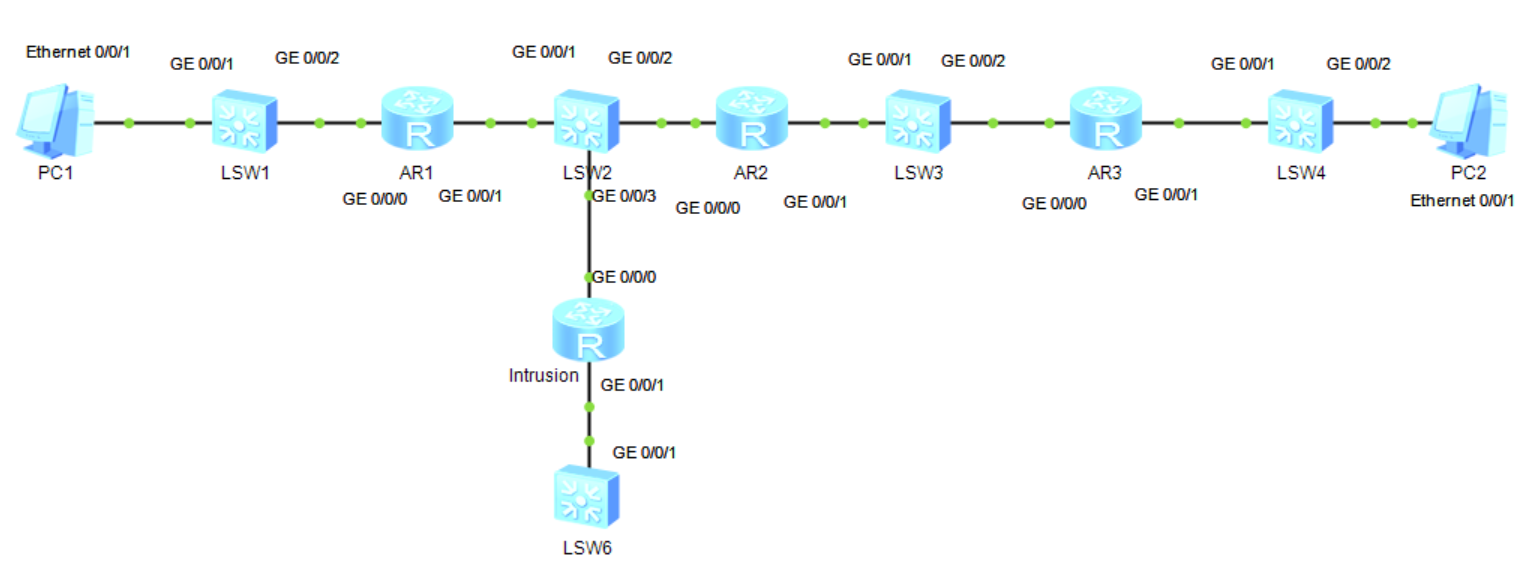 Ethernet 0/0/1
GE 0/0/1
GE 0/0/2
GE 0/0/1
GE 0/0/2
GE 0/0/1
GE 0/0/2
GE 0/0/1
GE 0/0/2
R
R
R
PC1
LSW1
AR1
LSW2
AR2
LSW3
AR3
LSW4
PC2
GE 0/0/0
GE 0/0/1
GE 0/0/3
GE 0/0/0
GE 0/0/1
GE 0/0/0
GE 0/0/1
Ethernet 0/0/1
GE 0/0/0
R
Intrusion
GE 0/0/1
GE 0/0/1
LSW6